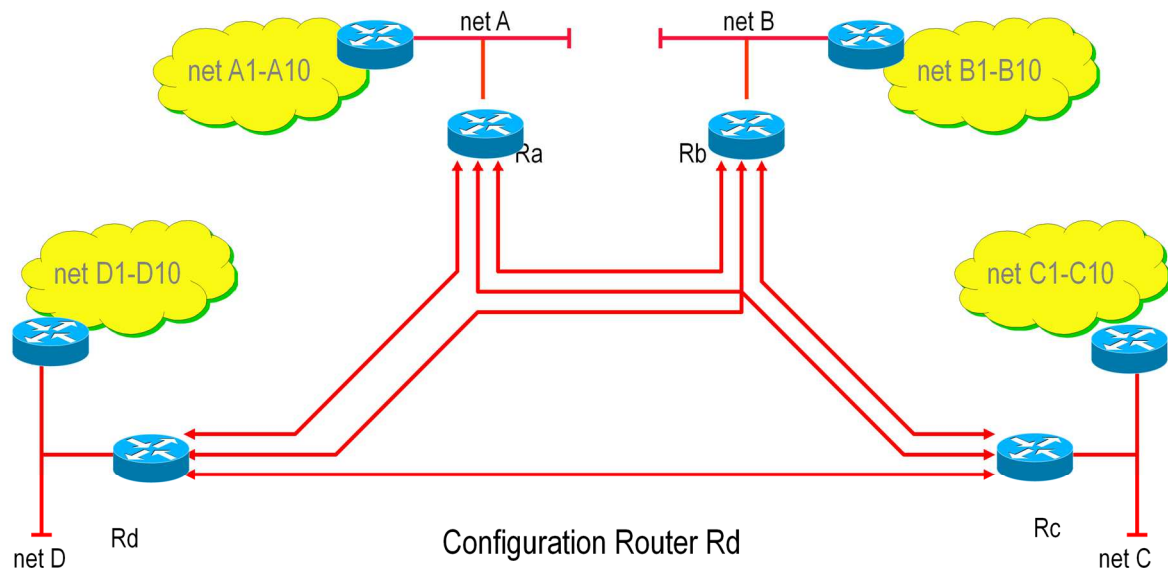 net A
net B
net A1-A10
net B1-B10
Ra
Rb
net D1-D10
net C1-C10
Rd
Configuration Router Rd
Rc
net D
net C